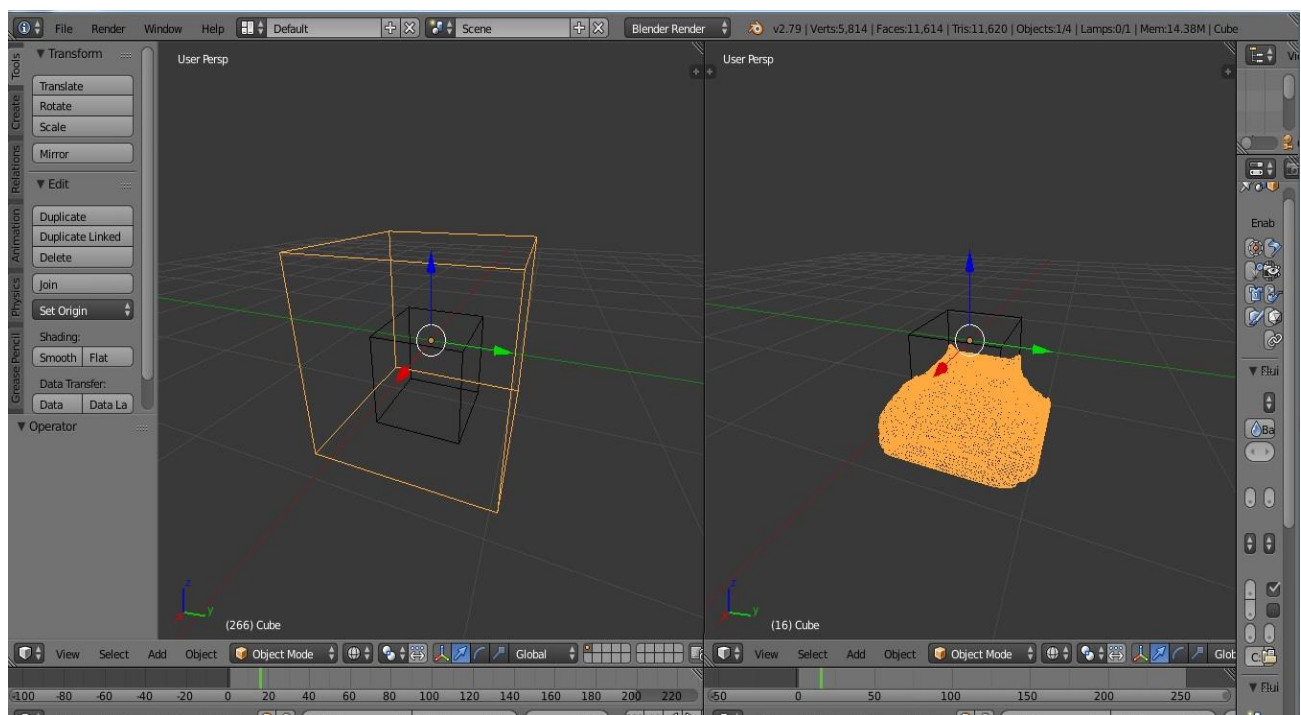 File Render Window Help Default Scene Blender Render v2.79 | Verts:5,814 | Faces:11,614 | Tris:11,620 | Objects:1/4 | Lamps:0/1 | Mem:14.38M | Cube
Tools
Create
Relations
Animation
Physics
Grease Pencil
Transform
Translate
Rotate
Scale
Mirror
Edit
Duplicate
Duplicate Linked
Delete
Join
Set Origin
Shading:
Smooth Flat
Data Transfer:
Data Data La
Operator
User Persp
z
y
(266) Cube
View Select Add Object Object Mode Global
-100 -80 -60 -40 -20 0 20 40 60 80 100 120 140 160 180 200 220
User Persp
z
y
(16) Cube
View Select Add Object Object Mode Glob
-50 0 50 100 150 200 250
Vi
Enab
Flui
Ba
Flui